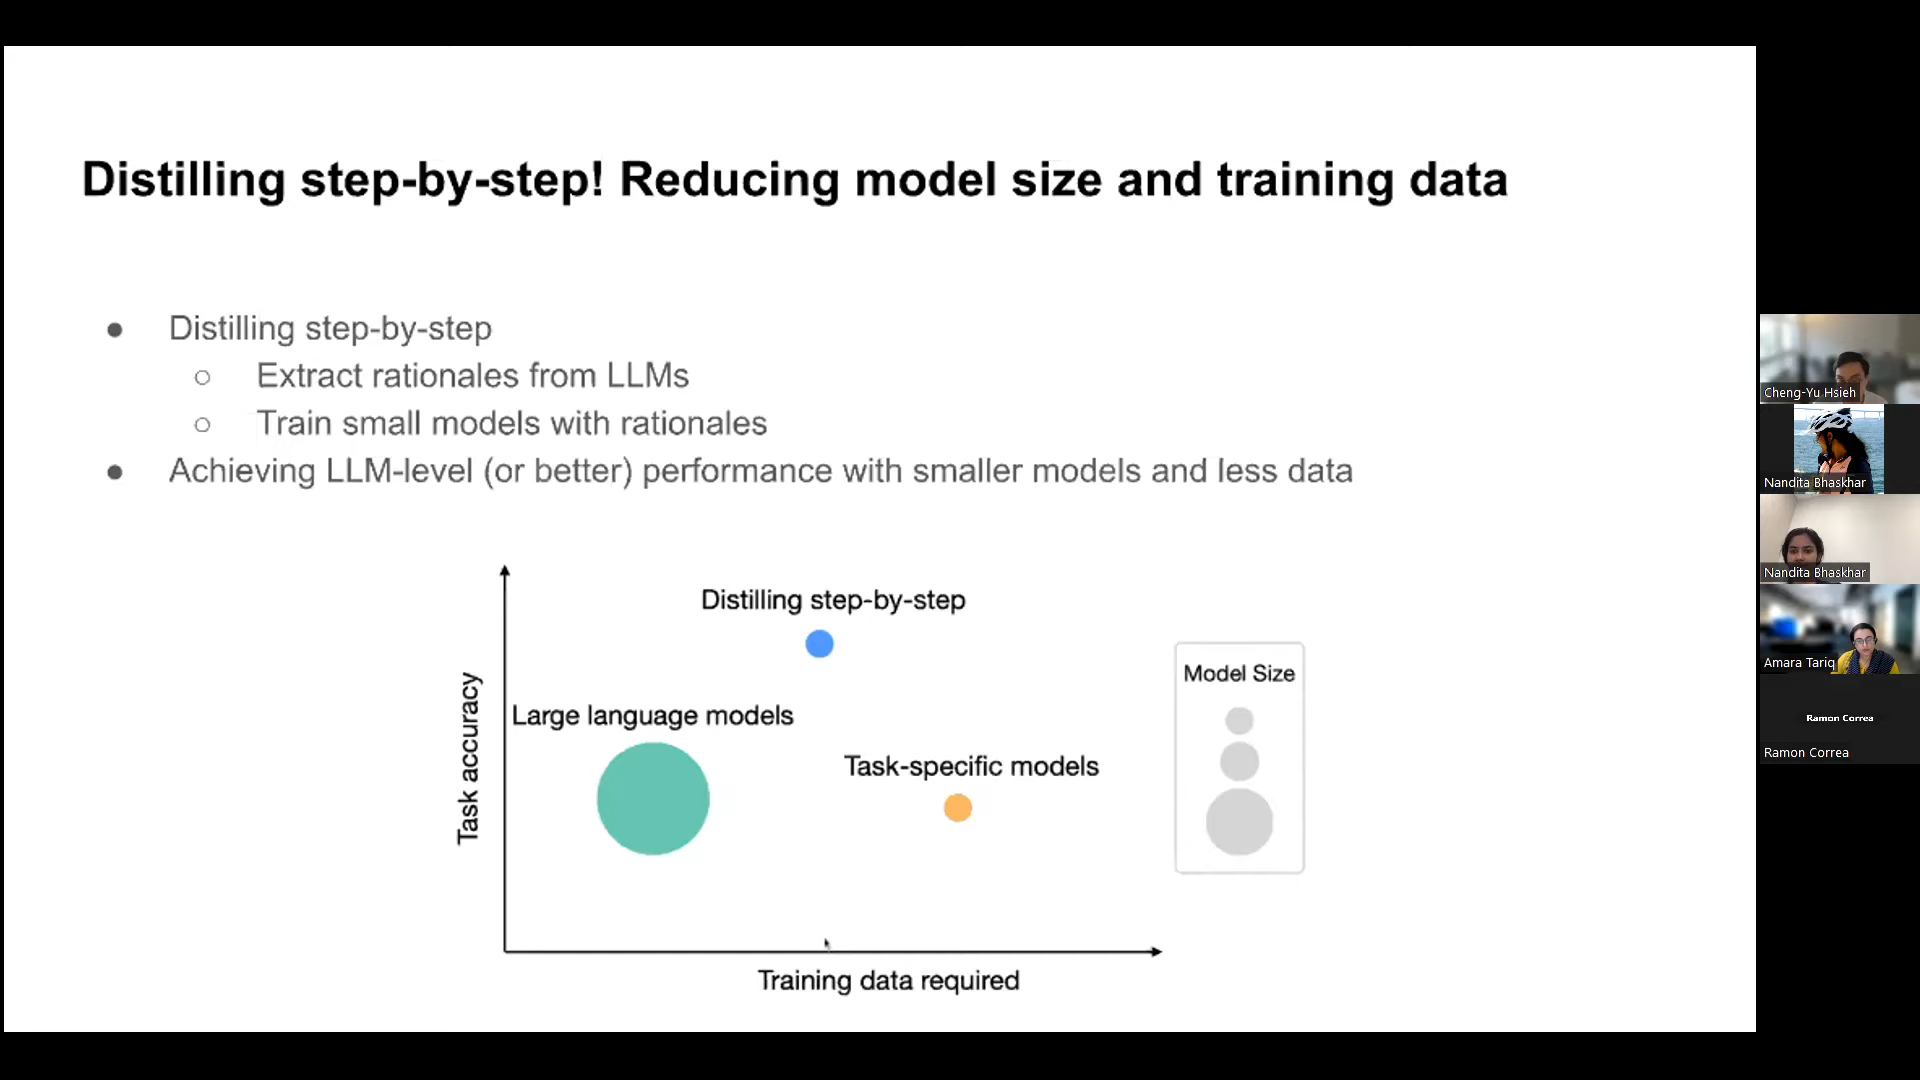 Distilling step-by-step! Reducing model size and training data
● Distilling step-by-step
○ Extract rationales from LLMs
○ Train small models with rationales
● Achieving LLM-level (or better) performance with smaller models and less data
Distilling step-by-step
Large language models
Task-specific models
Task accuracy
Training data required
Model Size
Cheng-Yu Hsieh
Nandita Bhaskhar
Nandita Bhaskhar
Amara Tariq
Ramon Correa
Ramon Correa